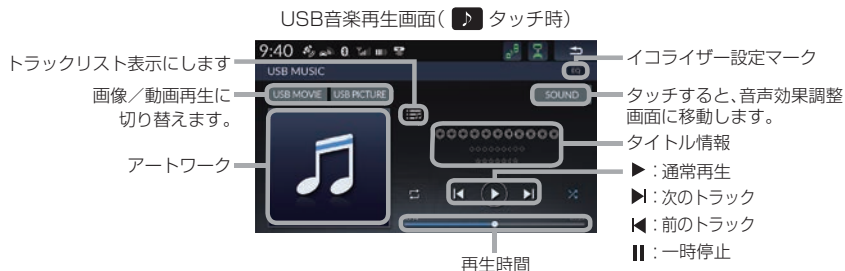 USB音楽再生画面( ♪ タッチ時)
9:40
USB MUSIC
EQ
USB MOVIE USB PICTURE
SOUND
トラックリスト表示にします
画像/動画再生に
切り替えます。
アートワーク
イコライザー設定マーク
タッチすると、音声効果調整
画面に移動します。
タイトル情報
▶:通常再生
▶|:次のトラック
|◀:前のトラック
II:一時停止
再生時間